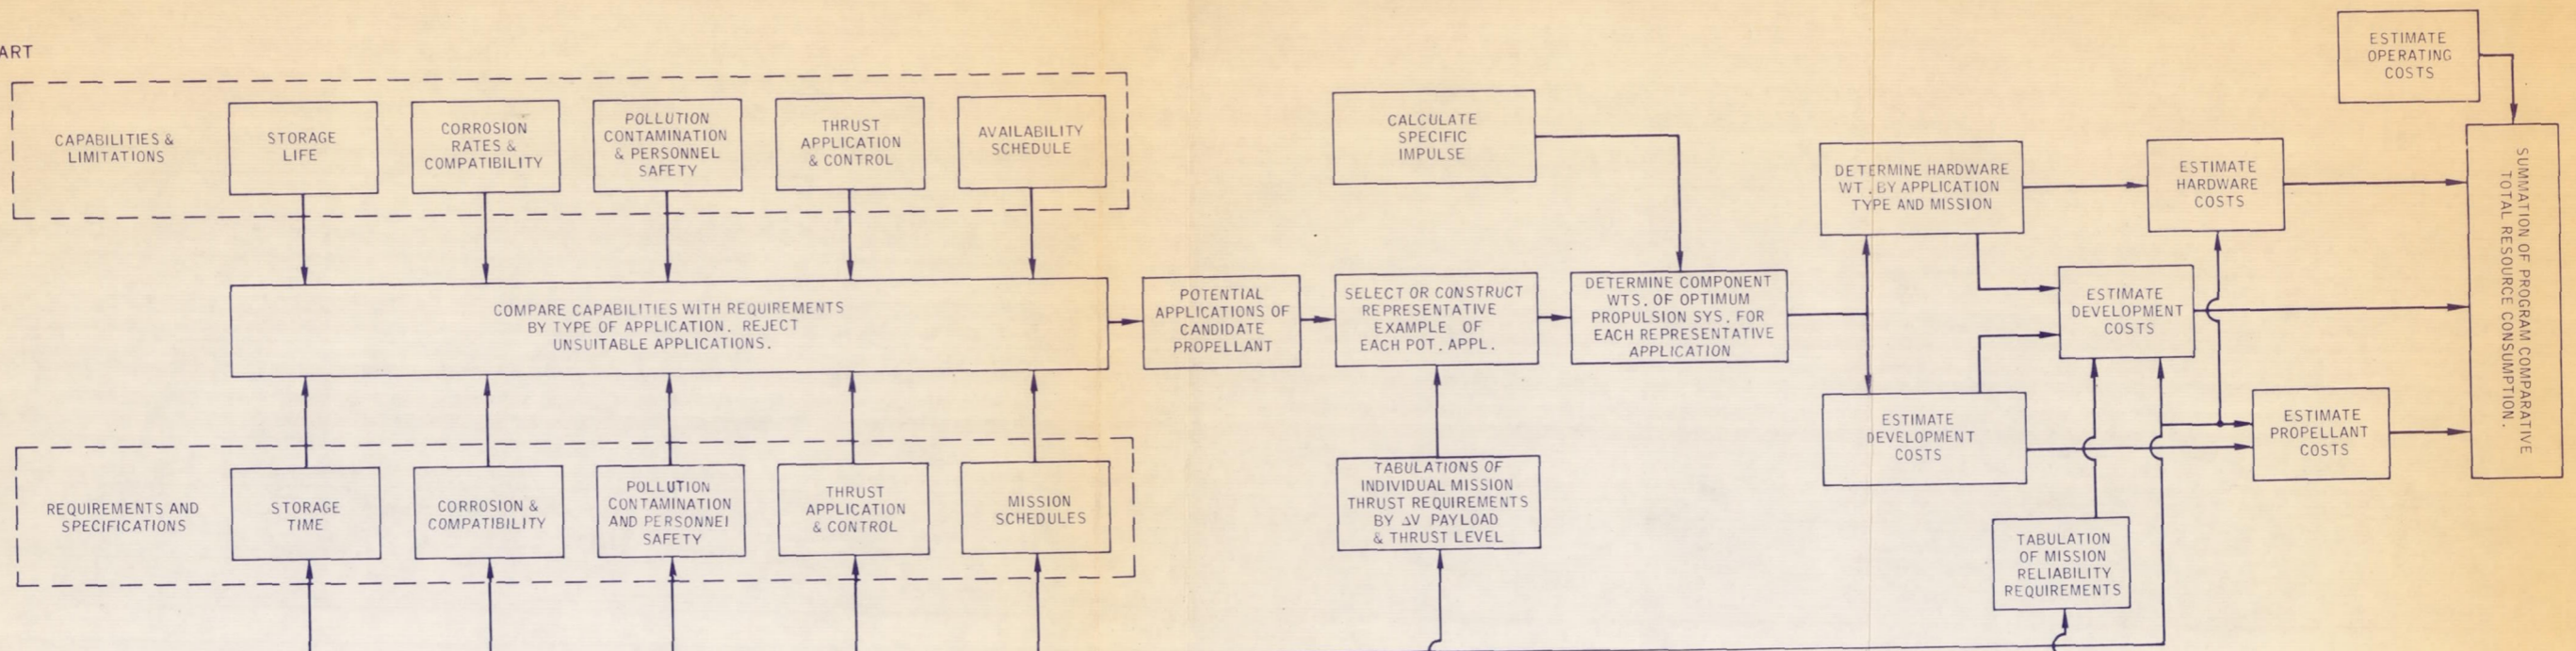 ART
CAPABILITIES &
LIMITATIONS
STORAGE
LIFE
CORROSION
RATES &
COMPATIBILITY
POLLUTION
CONTAMINATION
& PERSONNEL
SAFETY
THRUST
APPLICATION
& CONTROL
AVAILABILITY
SCHEDULE
COMPARE CAPABILITIES WITH REQUIREMENTS
BY TYPE OF APPLICATION. REJECT
UNSUITABLE APPLICATIONS.
REQUIREMENTS AND
SPECIFICATIONS
STORAGE
TIME
CORROSION &
COMPATIBILITY
POLLUTION
CONTAMINATION
AND PERSONNEl
SAFETY
THRUST
APPLICATION
& CONTROL
MISSION
SCHEDULES
POTENTIAL
APPLICATIONS OF
CANDIDATE
PROPELLANT
CALCULATE
SPECIFIC
IMPULSE
SELECT OR CONSTRUCT
REPRESENTATIVE
EXAMPLE OF
EACH POT. APPL.
TABULATIONS OF
INDIVIDUAL MISSION
THRUST REQUIREMENTS
BY ΔV PAYLOAD
& THRUST LEVEL
DETERMINE COMPONENT
WTS. OF OPTIMUM
PROPULSION SYS. FOR
EACH REPRESENTATIVE
APPLICATION
DETERMINE HARDWARE
WT. BY APPLICATION
TYPE AND MISSION
ESTIMATE
DEVELOPMENT
COSTS
ESTIMATE
HARDWARE
COSTS
ESTIMATE
DEVELOPMENT
COSTS
TABULATION
OF MISSION
RELIABILITY
REQUIREMENTS
ESTIMATE
PROPELLANT
COSTS
ESTIMATE
OPERATING
COSTS
SUMMATION OF PROGRAM COMPARATIVE
TOTAL RESOURCE CONSUMPTION.